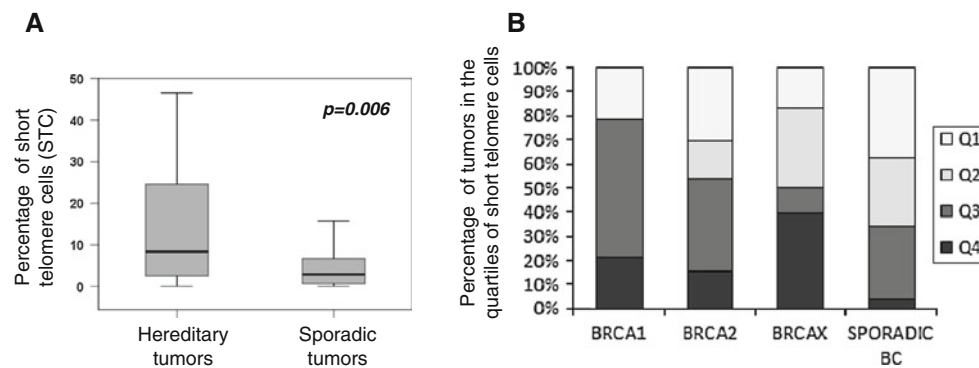 A
Percentage of short
telomere cells (STC)
50
40
30
20
10
0
p=0.006
Hereditary
tumors
Sporadic
tumors
B
Percentage of tumors in the
quartiles of short telomere cells
100%
90%
80%
70%
60%
50%
40%
30%
20%
10%
0%
BRCA1
BRCA2
BRCAX
SPORADIC
BC
Q1
Q2
Q3
Q4